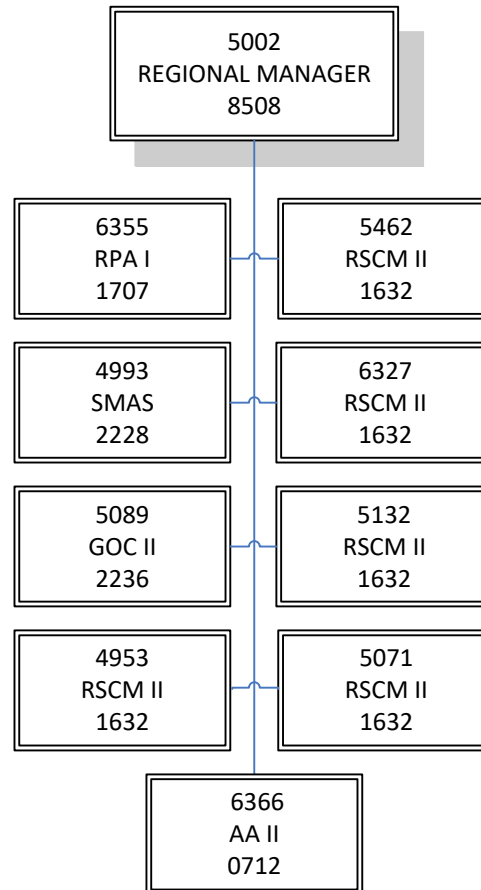 5002
REGIONAL MANAGER
8508
6355
RPA I
1707
5462
RSCM II
1632
4993
SMAS
2228
6327
RSCM II
1632
5089
GOC II
2236
5132
RSCM II
1632
4953
RSCM II
1632
5071
RSCM II
1632
6366
AA II
0712